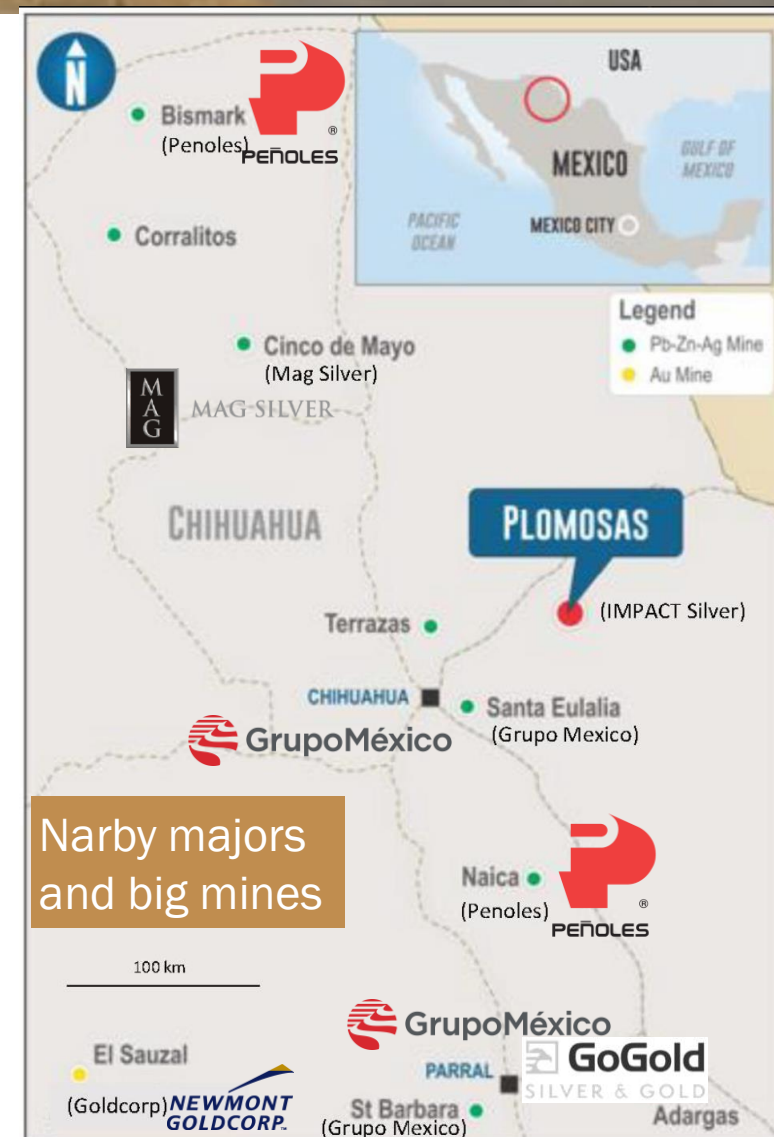 N
Bismark
(Penoles)
PEÑOLES
®
USA
MEXICO
GULF OF
MEXICO
PACIFIC
OCEAN
MEXICO CITY
Corralitos
Legend
Pb-Zn-Ag Mine
Au Mine
Cinco de Mayo
(Mag Silver)
MAG
MAG SILVER
CHIHUAHUA
PLOMOSAS
(IMPACT Silver)
Terrazas
CHIHUAHUA
Santa Eulalia
(Grupo Mexico)
GrupoMéxico
Narby majors
and big mines
Naica
(Penoles)
PEÑOLES
®
100 km
GrupoMéxico
El Sauzal
(Goldcorp)
NEWMONT
GOLDCORP™
PARRAL
GoGold
SILVER & GOLD
St Barbara
(Grupo Mexico)
Adargas